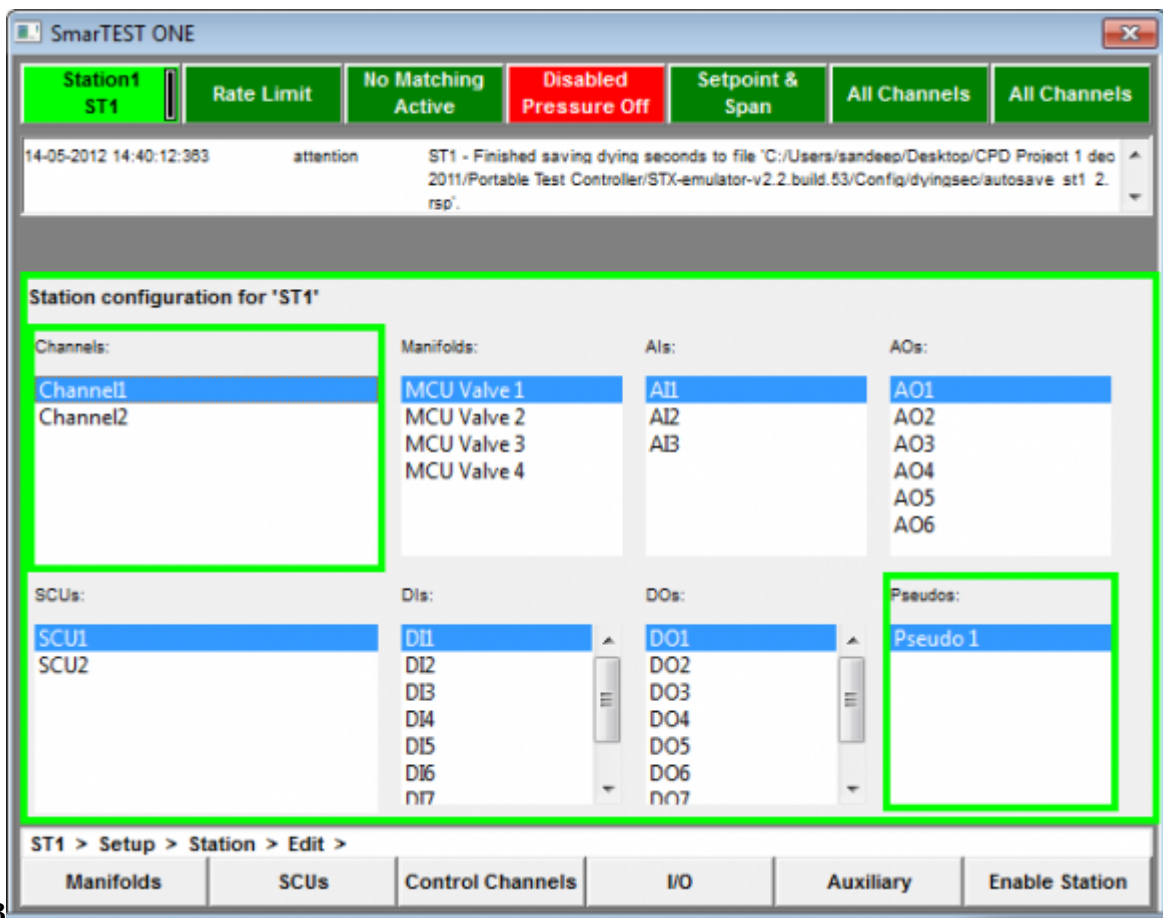 SmarTEST ONE
Station1 ST1
Rate Limit
No Matching Active
Disabled Pressure Off
Setpoint & Span
All Channels
All Channels
14-05-2012 14:40:12:363 attention ST1 - Finished saving dying seconds to file 'C:/Users/sandeep/Desktop/CPD Project 1 dec
2011/Portable Test Controller/STX-emulator-v2.2.build.53/Config/dyingsec/autosave_st1_2.
rsp'.
Station configuration for 'ST1'
Channels:
Channel1
Channel2
Manifolds:
MCU Valve 1
MCU Valve 2
MCU Valve 3
MCU Valve 4
AIs:
AI1
AI2
AI3
AOs:
AO1
AO2
AO3
AO4
AO5
AO6
SCUs:
SCU1
SCU2
DIs:
DI1
DI2
DI3
DI4
DI5
DI6
DI7
DOs:
DO1
DO2
DO3
DO4
DO5
DO6
DO7
Pseudos:
Pseudo 1
ST1 > Setup > Station > Edit >
Manifolds
SCUs
Control Channels
I/O
Auxiliary
Enable Station